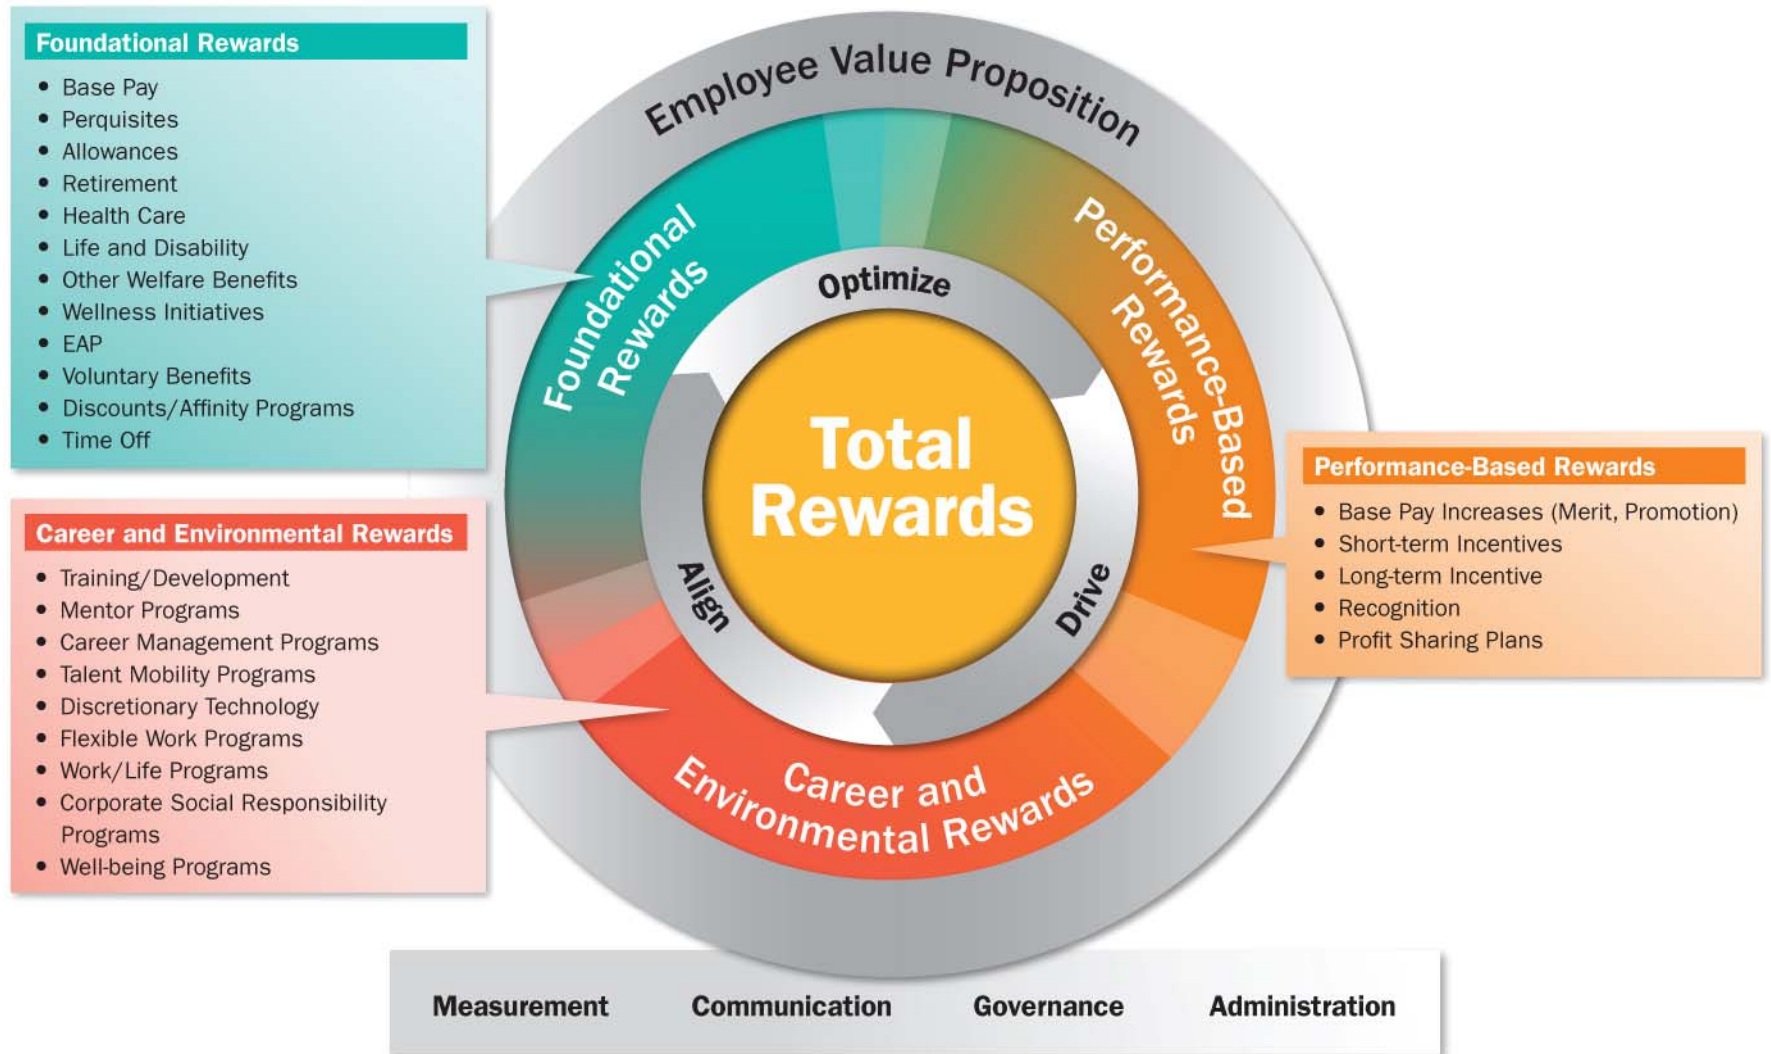 Foundational Rewards
• Base Pay
• Perquisites
• Allowances
• Retirement
• Health Care
• Life and Disability
• Other Welfare Benefits
• Wellness Initiatives
• EAP
• Voluntary Benefits
• Discounts/Affinity Programs
• Time Off
Career and Environmental Rewards
• Training/Development
• Mentor Programs
• Career Management Programs
• Talent Mobility Programs
• Discretionary Technology
• Flexible Work Programs
• Work/Life Programs
• Corporate Social Responsibility
Programs
• Well-being Programs
Employee Value Proposition
Foundational
Rewards
Performance-Based
Rewards
Career and
Environmental Rewards
Optimize
Drive
Align
Total
Rewards
Performance-Based Rewards
• Base Pay Increases (Merit, Promotion)
• Short-term Incentives
• Long-term Incentive
• Recognition
• Profit Sharing Plans
Measurement Communication Governance Administration